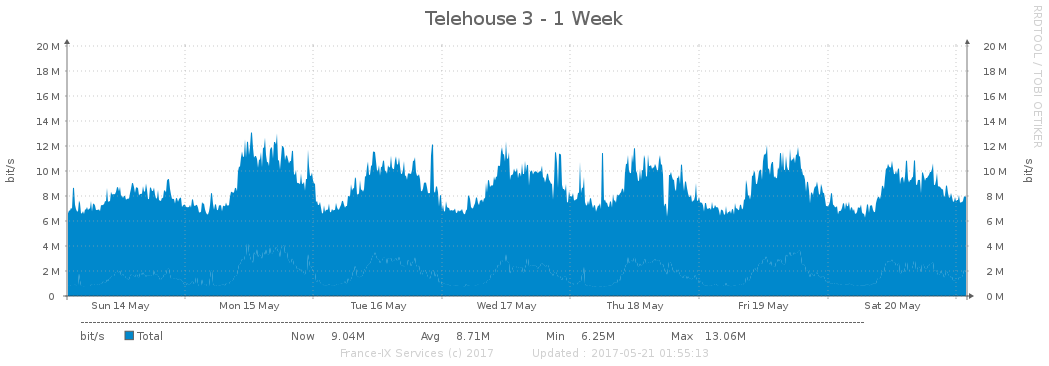 Telehouse 3 - 1 Week
RRDTOOL / TOBI OETIKER
bit/s
bit/s
20 M 20 M
18 M 18 M
16 M 16 M
14 M 14 M
12 M 12 M
10 M 10 M
8 M 8 M
6 M 6 M
4 M 4 M
2 M 2 M
0 0 M
Sun 14 May Mon 15 May Tue 16 May Wed 17 May Thu 18 May Fri 19 May Sat 20 May
bit/s Total Now 9.04M Avg 8.71M Min 6.25M Max 13.06M
France-IX Services (c) 2017 Updated : 2017-05-21 01:55:13